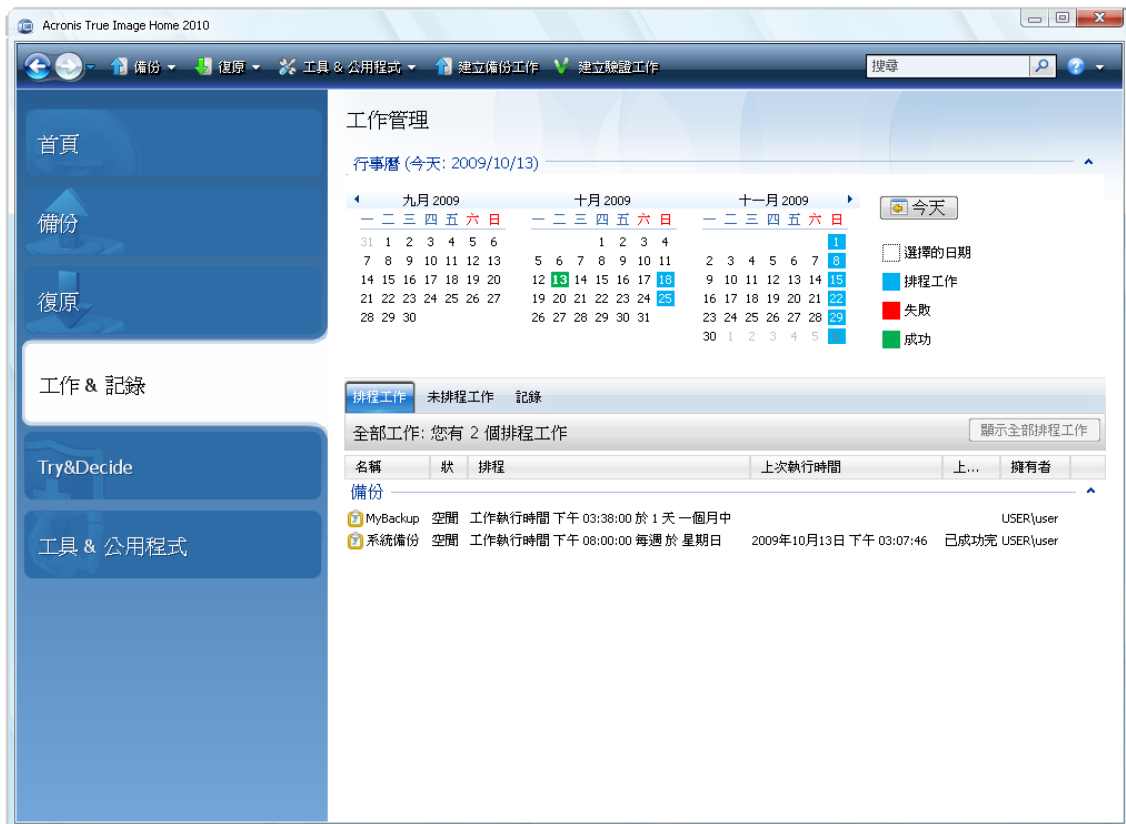 Acronis True Image Home 2010
備份 復原 工具 & 公用程式 建立備份工作 建立驗證工作 搜尋
首頁
備份
復原
工作 & 記錄
Try&Decide
工具 & 公用程式
工作管理
行事曆 (今天: 2009/10/13)
九月 2009 十月 2009 十一月 2009
一 二 三 四 五 六 日 一 二 三 四 五 六 日 一 二 三 四 五 六 日
31 1 2 3 4 5 6 1 2 3 4 1
7 8 9 10 11 12 13 5 6 7 8 9 10 11 2 3 4 5 6 7 8
14 15 16 17 18 19 20 12 13 14 15 16 17 18 9 10 11 12 13 14 15
21 22 23 24 25 26 27 19 20 21 22 23 24 25 16 17 18 19 20 21 22
28 29 30 26 27 28 29 30 31 23 24 25 26 27 28 29
30 1 2 3 4 5 6
今天
選擇的日期
排程工作
失敗
成功
排程工作 未排程工作 記錄
全部工作: 您有 2 個排程工作 顯示全部排程工作
名稱 狀 排程 上次執行時間 上... 擁有者
備份
MyBackup 空閒 工作執行時間 下午 03:38:00 於 1 天 一個月中 USER\user
系統備份 空閒 工作執行時間 下午 08:00:00 每週 於 星期日 2009年10月13日 下午 03:07:46 已成功完 USER\user